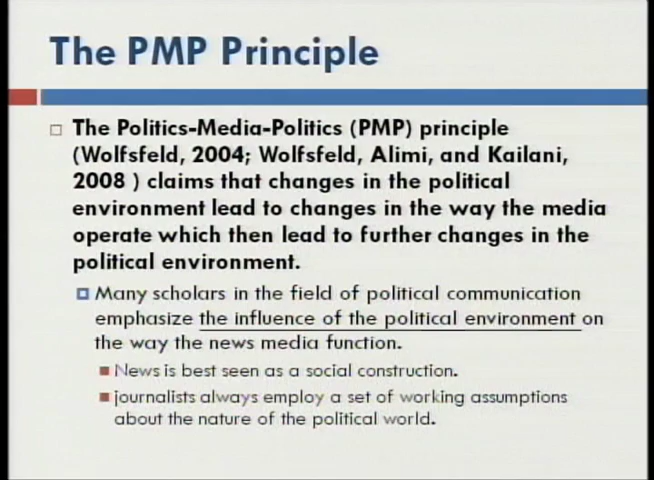 The PMP Principle
The Politics-Media-Politics (PMP) principle
(Wolfsfeld, 2004; Wolfsfeld, Alimi, and Kailani,
2008 ) claims that changes in the political
environment lead to changes in the way the media
operate which then lead to further changes in the
political environment.
Many scholars in the field of political communication
emphasize the influence of the political environment on
the way the news media function.
News is best seen as a social construction.
journalists always employ a set of working assumptions
about the nature of the political world.